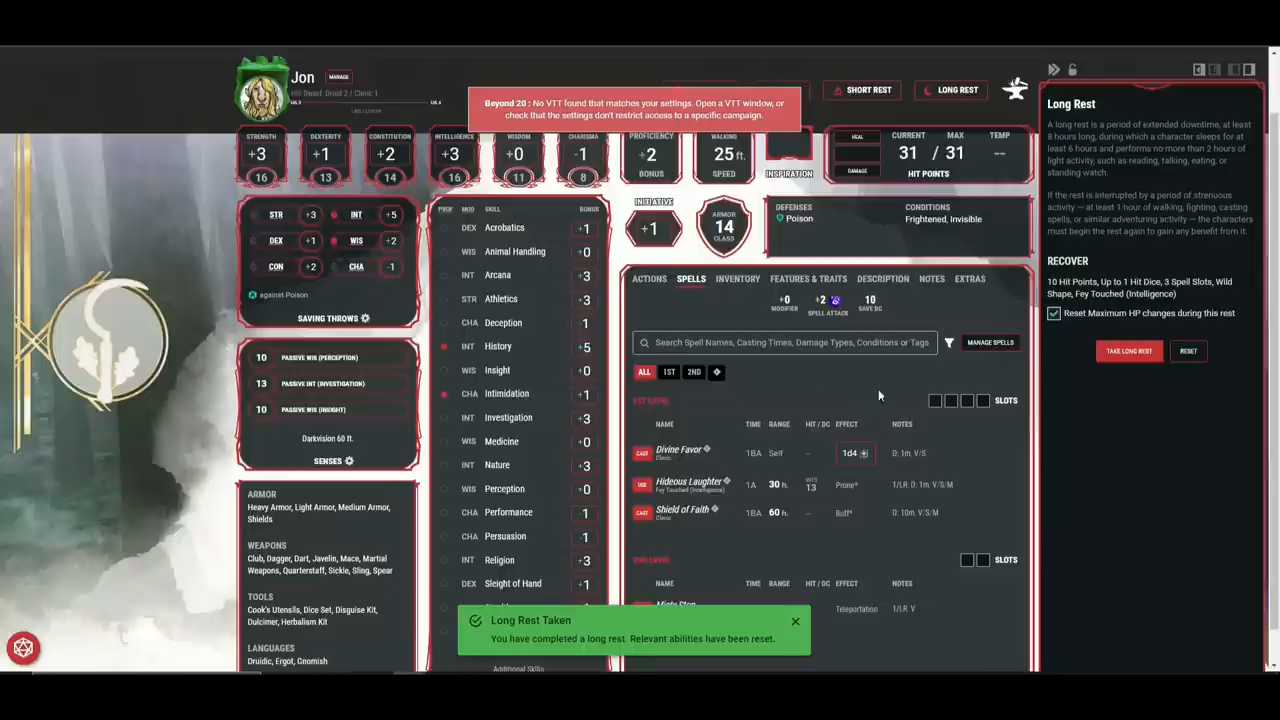 Jon
MANAGE
Hill Dwarf Druid 2 / Cleric 1
LVL 3
LVL 4
Beyond 20 : No VTT found that matches your settings. Open a VTT window, or
check that the settings don't restrict access to a specific campaign.
SHORT REST
LONG REST
STRENGTH
+3
16
DEXTERITY
+1
13
CONSTITUTION
+2
14
INTELLIGENCE
+3
16
WISDOM
+0
11
CHARISMA
-1
8
PROFICIENCY
+2
BONUS
WALKING
25 ft.
SPEED
INSPIRATION
HEAL
DAMAGE
CURRENT
MAX
TEMP
31 / 31
--
HIT POINTS
STR +3
INT +5
DEX +1
WIS +2
CON +2
CHA -1
against Poison
SAVING THROWS
10 PASSIVE WIS (PERCEPTION)
13 PASSIVE INT (INVESTIGATION)
10 PASSIVE WIS (INSIGHT)
Darkvision 60 ft.
SENSES
ARMOR
Heavy Armor, Light Armor, Medium Armor,
Shields
WEAPONS
Club, Dagger, Dart, Javelin, Mace, Martial
Weapons, Quarterstaff, Sickle, Sling, Spear
TOOLS
Cook's Utensils, Dice Set, Disguise Kit,
Dulcimer, Herbalism Kit
LANGUAGES
Druidic, Ergot, Gnomish
PROF MOD SKILL BONUS
DEX Acrobatics +1
WIS Animal Handling +0
INT Arcana +3
STR Athletics +3
CHA Deception -1
INT History +5
WIS Insight +0
CHA Intimidation +1
INT Investigation +3
WIS Medicine +0
INT Nature +3
WIS Perception +0
CHA Performance -1
CHA Persuasion -1
INT Religion +3
DEX Sleight of Hand +1
Additional Skills
INITIATIVE
+1
ARMOR
14
CLASS
DEFENSES
Poison
CONDITIONS
Frightened, Invisible
ACTIONS SPELLS INVENTORY FEATURES & TRAITS DESCRIPTION NOTES EXTRAS
+0
MODIFIER
+2
SPELL ATTACK
10
SAVE DC
Search Spell Names, Casting Times, Damage Types, Conditions or Tags
MANAGE SPELLS
ALL 1ST 2ND
1ST LEVEL
SLOTS
NAME TIME RANGE HIT / DC EFFECT NOTES
CAST Divine Favor 1BA Self -- 1d4 D: 1m, V/S
Cleric
USE Hideous Laughter 1A 30 ft. WIS 13 Prone* 1/LR. D: 1m. V/S/M
Fey Touched (Intelligence)
CAST Shield of Faith 1BA 60 ft. -- Buff* D: 10m, V/S/M
Cleric
2ND LEVEL
SLOTS
NAME TIME RANGE HIT / DC EFFECT NOTES
Misty Step
Teleportation 1/LR V
Long Rest Taken
You have completed a long rest. Relevant abilities have been reset.
Long Rest
A long rest is a period of extended downtime, at least
8 hours long, during which a character sleeps for at
least 6 hours and performs no more than 2 hours of
light activity, such as reading, talking, eating, or
standing watch.
If the rest is interrupted by a period of strenuous
activity — at least 1 hour of walking, fighting, casting
spells, or similar adventuring activity — the characters
must begin the rest again to gain any benefit from it.
RECOVER
10 Hit Points, Up to 1 Hit Dice, 3 Spell Slots, Wild
Shape, Fey Touched (Intelligence)
Reset Maximum HP changes during this rest
TAKE LONG REST
RESET